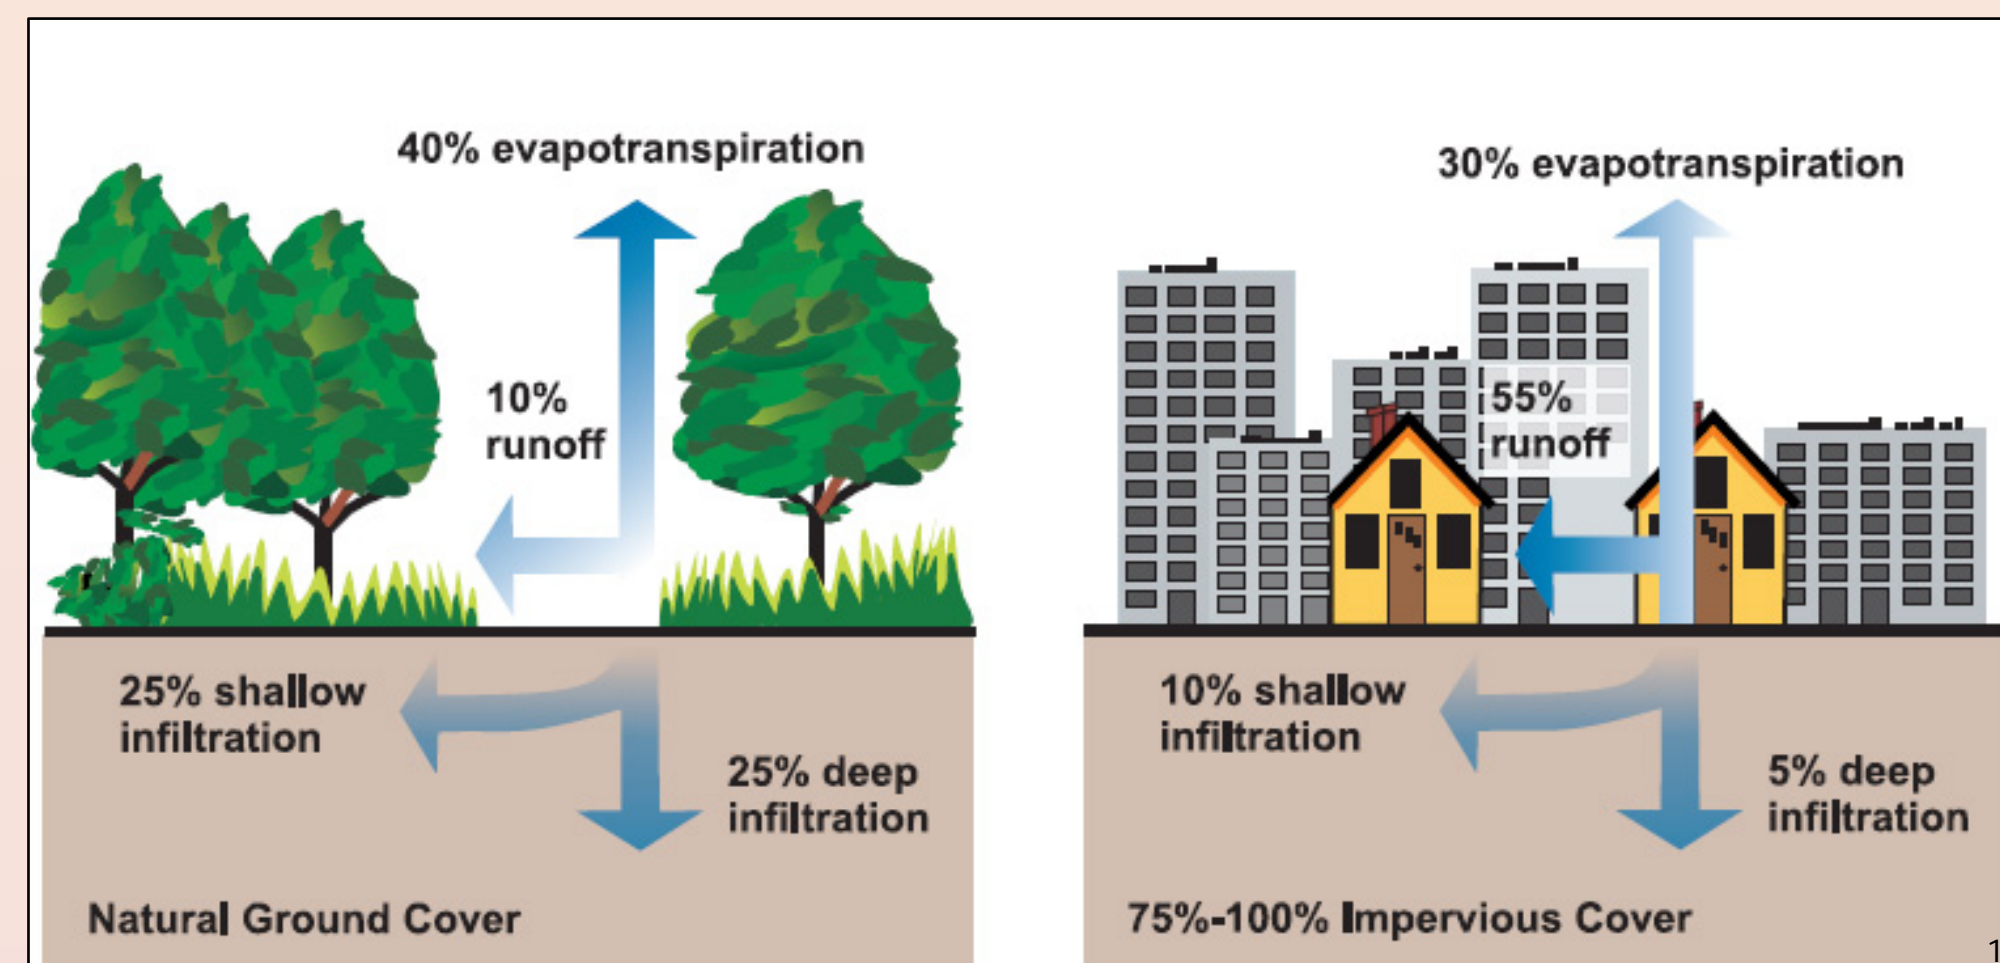 40% evapotranspiration
10%
runoff
25% shallow
infiltration
25% deep
infiltration
Natural Ground Cover
30% evapotranspiration
55%
runoff
10% shallow
infiltration
5% deep
infiltration
75%-100% Impervious Cover
1